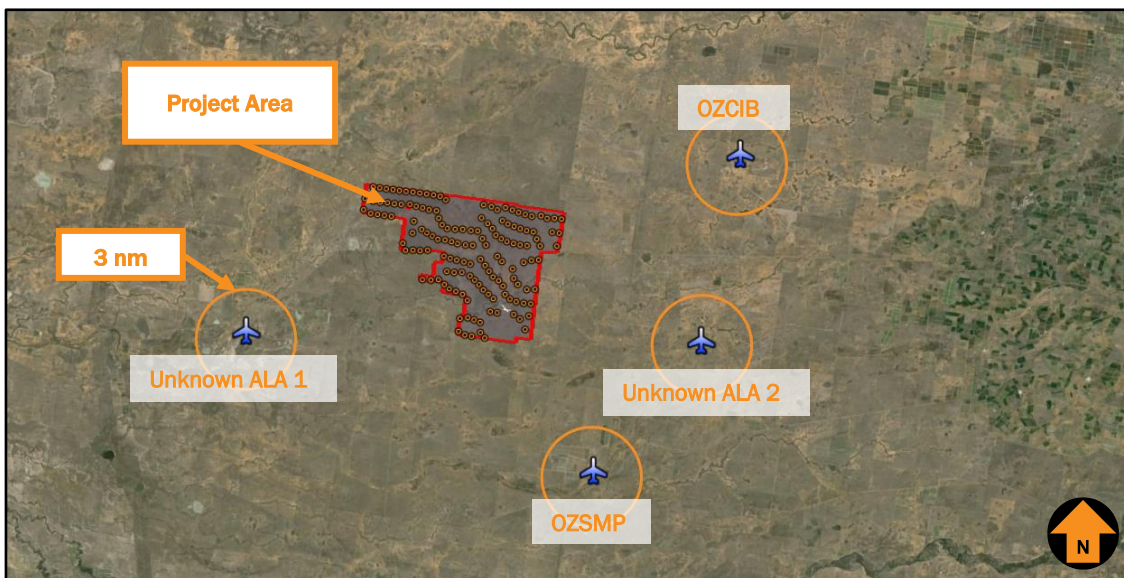 Project Area
OZCIB
3 nm
Unknown ALA 1
Unknown ALA 2
OZSMP
N